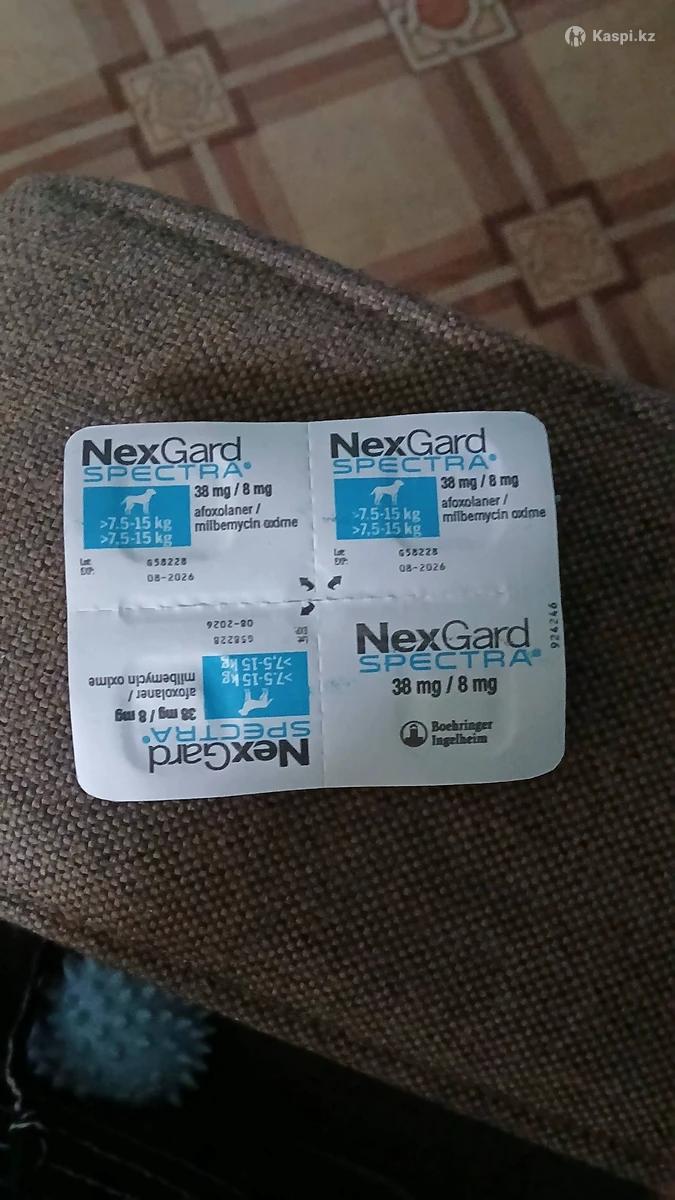 Kaspi.kz
NexGard
SPECTRA®
38 mg / 8 mg
>7.5-15 kg
>7,5-15 kg
afoxolaner /
milbemycin oxime
Lot:
EXP:
G58228
08-2026
NexGard
SPECTRA®
38 mg / 8 mg
>7.5-15 kg
>7,5-15 kg
afoxolaner /
milbemycin oxime
Lot:
EXP:
G58228
08-2026
NexGard
SPECTRA®
38 mg / 8 mg
>7.5-15 kg
>7,5-15 kg
afoxolaner /
milbemycin oxime
Lot:
EXP:
G58228
08-2026
NexGard
SPECTRA®
38 mg / 8 mg
Boehringer
Ingelheim
924246